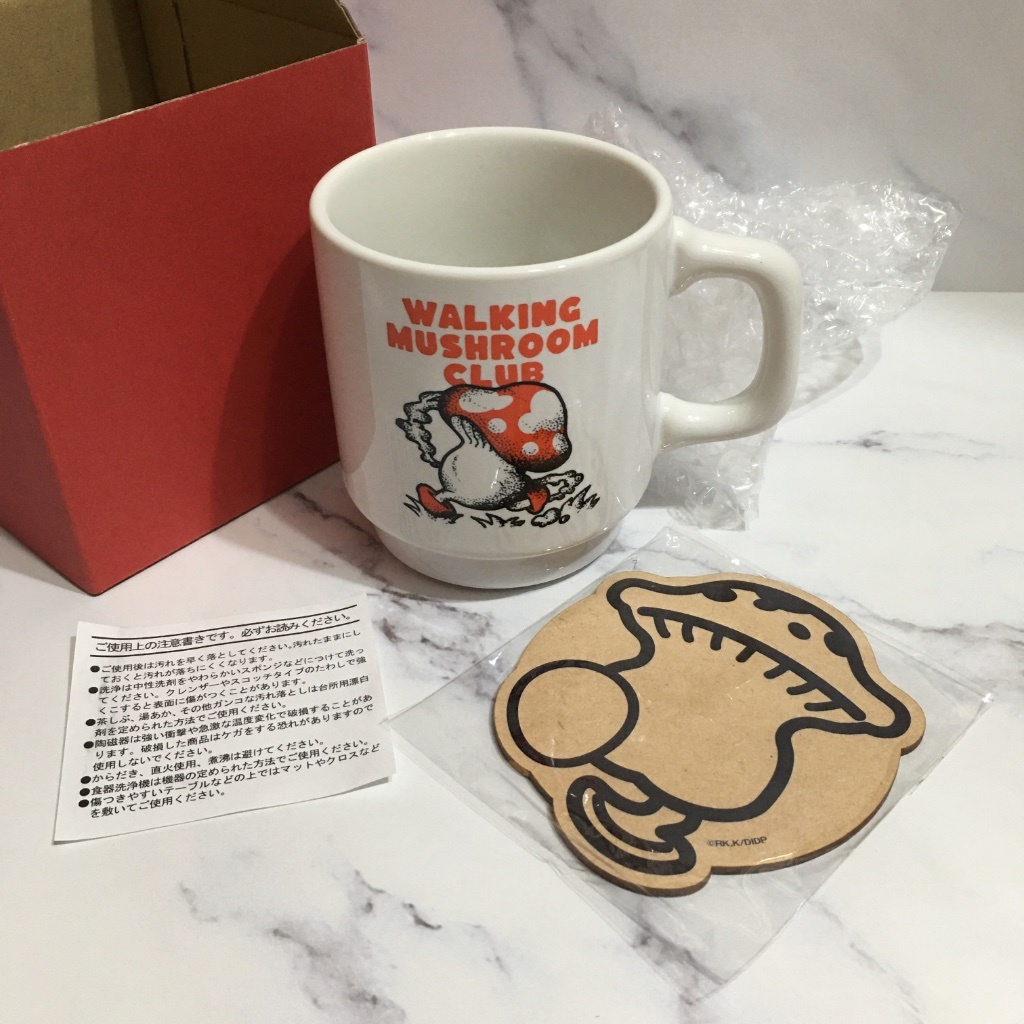 WALKING
MUSHROOM
CLUB
ご使用上の注意書きです。必ずお読みください。
●ご使用後は汚れを早く落としてください。汚れたままにし
ておくと汚れが落ちにくくなります。
●洗浄は中性洗剤をやわらかいスポンジなどにつけて洗っ
てください。クレンザーやスコッチタイプのたわしで強
くこすると表面に傷がつくことがあります。
●茶しぶ、湯あか、その他ガンコな汚れ落としは台所用漂白
剤を定められた方法でご使用ください。
●陶磁器は強い衝撃や急激な温度変化で破損することがあ
ります。破損した商品はケガをする恐れがありますので
使用しないでください。
●からだき、直火使用、煮沸は避けてください。
●食器洗浄機は機器の定められた方法でご使用ください。
●傷つきやすいテーブルなどの上ではマットやクロスなど
を敷いてご使用ください。
©RK,K/DIDP